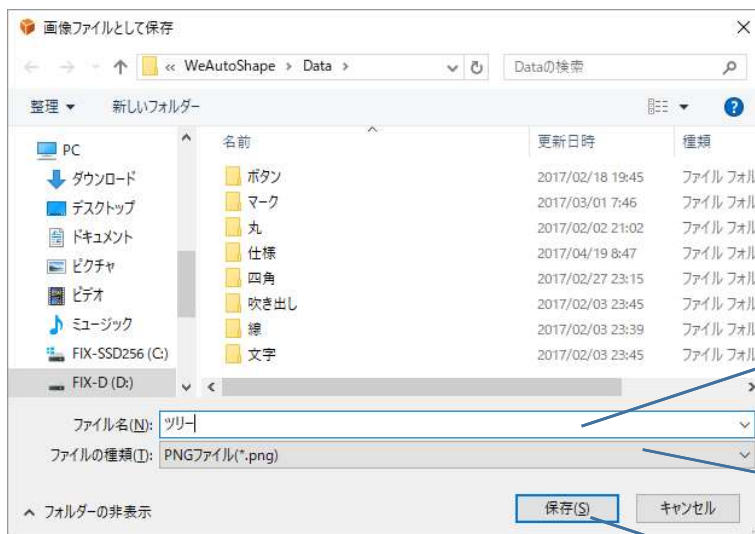 画像ファイルとして保存
« WeAutoShape › Data ›
Dataの検索
整理 新しいフォルダー
名前 更新日時 種類
PC
ダウンロード
デスクトップ
ドキュメント
ピクチャ
ビデオ
ミュージック
FIX-SSD256 (C:)
FIX-D (D:)
ボタン 2017/02/18 19:45 ファイル フォル
マーク 2017/03/01 7:46 ファイル フォル
丸 2017/02/02 21:02 ファイル フォル
仕様 2017/04/19 8:47 ファイル フォル
四角 2017/02/27 23:15 ファイル フォル
吹き出し 2017/02/03 23:45 ファイル フォル
線 2017/02/03 23:39 ファイル フォル
文字 2017/02/03 23:45 ファイル フォル
ファイル名(N): ツリー
ファイルの種類(T): PNGファイル(*.png)
フォルダーの非表示 保存(S) キャンセル